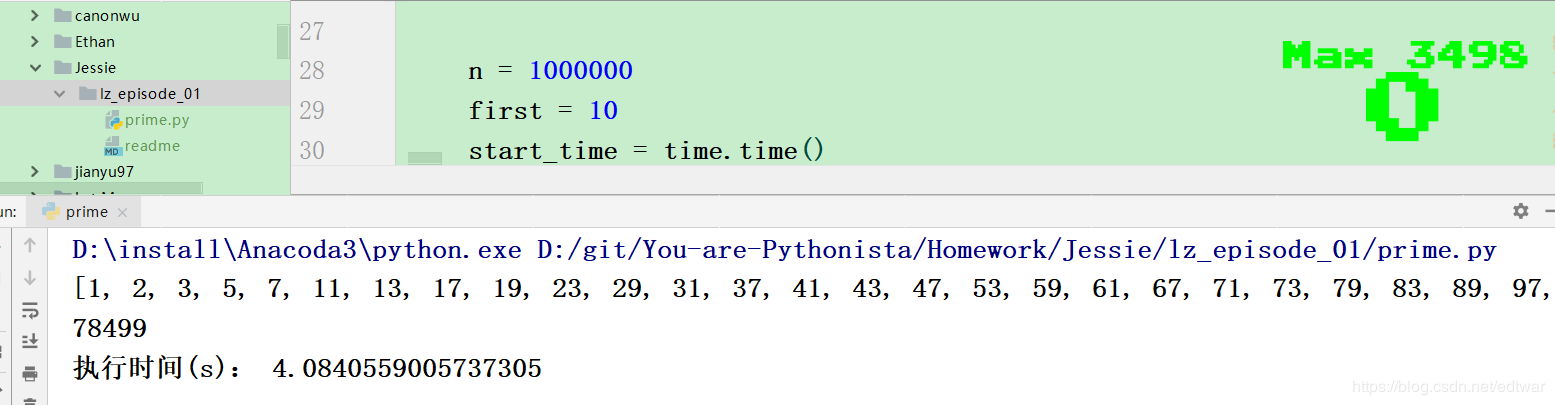 canonwu
Ethan
Jessie
lz_episode_01
prime.py
readme
jianyu97
27
28 n = 1000000
29 first = 10
30 start_time = time.time()
Max 3498
0
un: prime
D:\install\Anacoda3\python.exe D:/git/You-are-Pythonista/Homework/Jessie/lz_episode_01/prime.py
[1, 2, 3, 5, 7, 11, 13, 17, 19, 23, 29, 31, 37, 41, 43, 47, 53, 59, 61, 67, 71, 73, 79, 83, 89, 97,
78499
执行时间(s): 4.0840559005737305
https://blog.csdn.net/edtwar